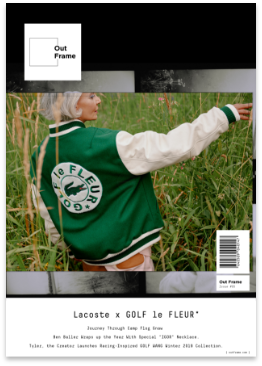 Out
Frame
le FLEUR*
GOLF
Out Frame
Lacoste x GOLF le FLEUR*
Journey Through Camp Flog Gnaw
Ben Baller Wraps up the Year With Special "IGOR" Necklace.
Tyler, the Creator Launches Racing Inspired GOLF WANG Winter 2019 Collection.